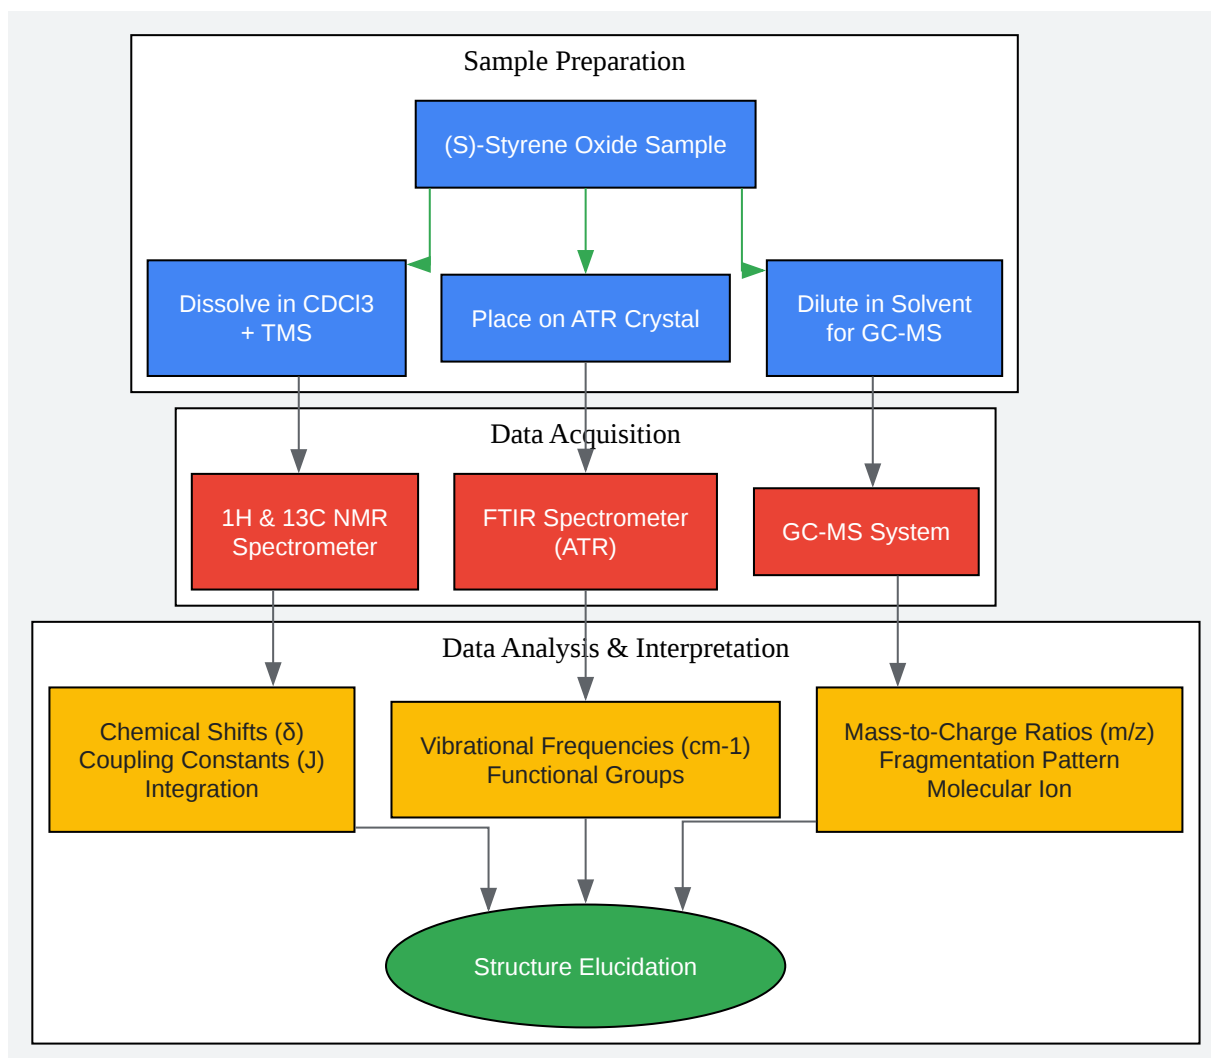 Sample Preparation
(S)-Styrene Oxide Sample
Dissolve in CDCl3
+ TMS
Place on ATR Crystal
Dilute in Solvent
for GC-MS
Data Acquisition
1H & 13C NMR
Spectrometer
FTIR Spectrometer
(ATR)
GC-MS System
Data Analysis & Interpretation
Chemical Shifts (δ)
Coupling Constants (J)
Integration
Vibrational Frequencies (cm-1)
Functional Groups
Mass-to-Charge Ratios (m/z)
Fragmentation Pattern
Molecular Ion
Structure Elucidation